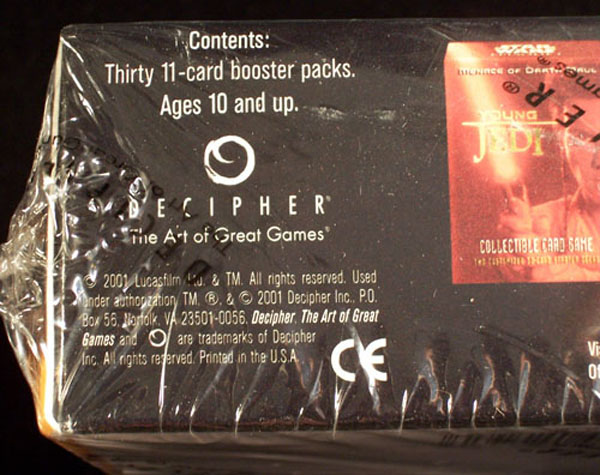 Contents:
Thirty 11-card booster packs.
Ages 10 and up.
DECIPHER®
The Art of Great Games®
© 2001 Lucasfilm Ltd. & TM. All rights reserved. Used
under authorization. TM, ®, & © 2001 Decipher Inc., P.O.
Box 56, Norfolk, VA 23501-0056. Decipher, The Art of Great
Games and are trademarks of Decipher
Inc. All rights reserved. Printed in the U.S.A.
CE
STAR WARS
MENACE OF DARTH MAUL
YOUNG
JEDI
COLLECTIBLE CARD GAME